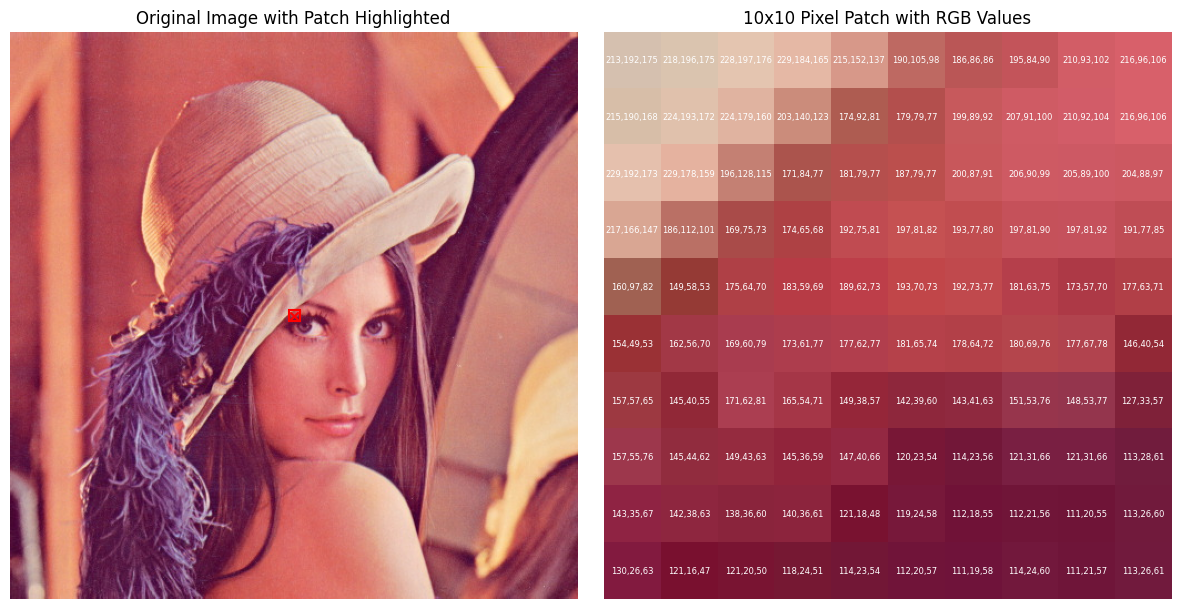 Original Image with Patch Highlighted
10x10 Pixel Patch with RGB Values
213,192,175 218,196,175 228,197,176 229,184,165 215,152,137 190,105,98 186,86,86 195,84,90 210,93,102 216,96,106
215,190,168 224,193,172 224,179,160 203,140,123 174,92,81 179,79,77 199,89,92 207,91,100 210,92,104 216,96,106
229,192,173 229,178,159 196,128,115 171,84,77 181,79,77 187,79,77 200,87,91 206,90,99 205,89,100 204,88,97
217,166,147 186,112,101 169,75,73 174,65,68 192,75,81 197,81,82 193,77,80 197,81,90 197,81,92 191,77,85
160,97,82 149,58,53 175,64,70 183,59,69 189,62,73 193,70,73 192,73,77 181,63,75 173,57,70 177,63,71
154,49,53 162,56,70 169,60,79 173,61,77 177,62,77 181,65,74 178,64,72 180,69,76 177,67,78 146,40,54
157,57,65 145,40,55 171,62,81 165,54,71 149,38,57 142,39,60 143,41,63 151,53,76 148,53,77 127,33,57
157,55,76 145,44,62 149,43,63 145,36,59 147,40,66 120,23,54 114,23,56 121,31,66 121,31,66 113,28,61
143,35,67 142,38,63 138,36,60 140,36,61 121,18,48 119,24,58 112,18,55 112,21,56 111,20,55 113,26,60
130,26,63 121,16,47 121,20,50 118,24,51 114,23,54 112,20,57 111,19,58 114,24,60 111,21,57 113,26,61